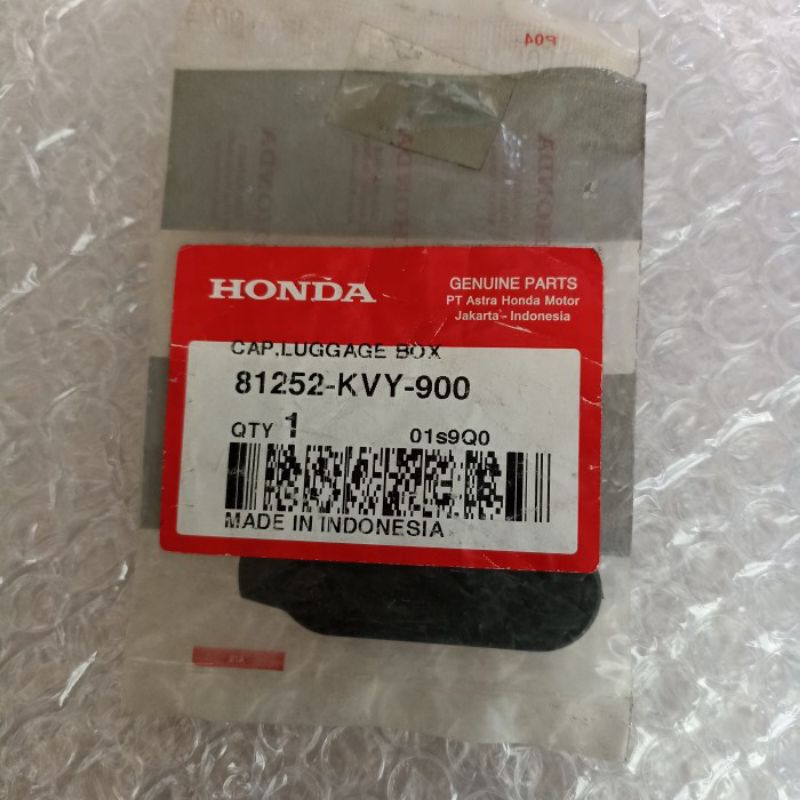 P04
HONDA
GENUINE PARTS
PT Astra Honda Motor
Jakarta - Indonesia
CAP,LUGGAGE BOX
81252-KVY-900
QTY 1 01s9Q0
MADE IN INDONESIA